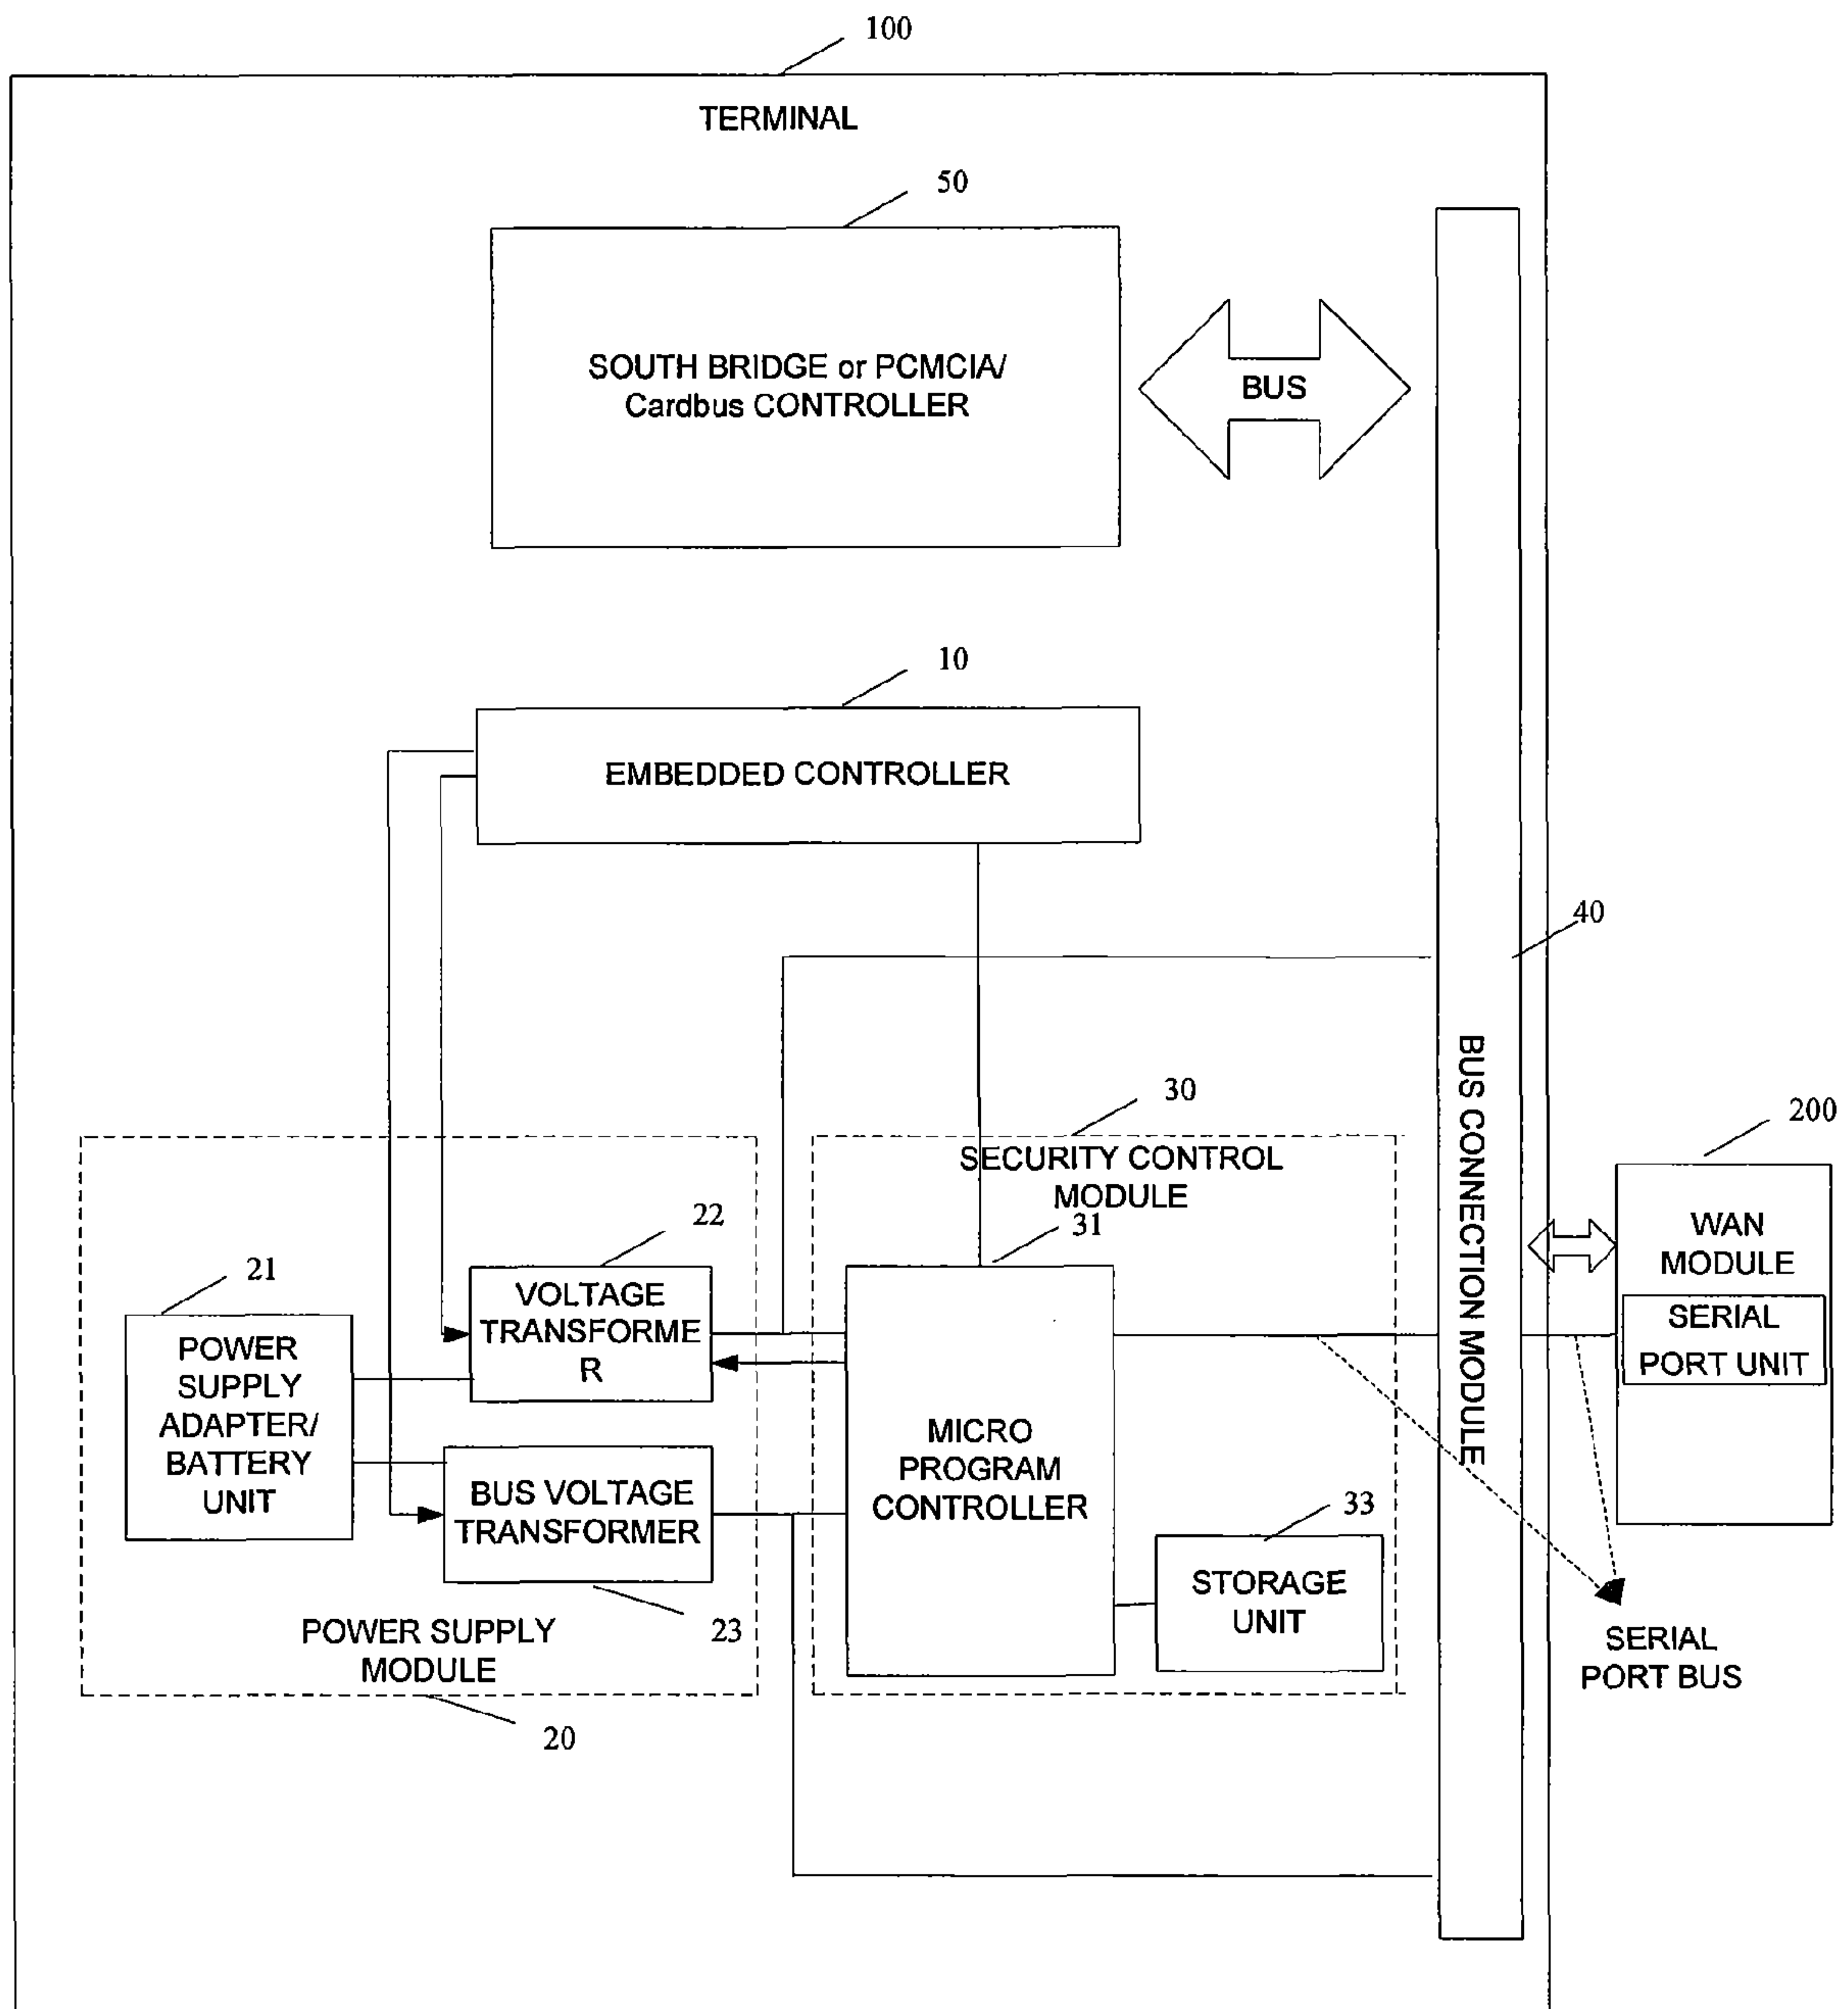 100
TERMINAL
50
SOUTH BRIDGE or PCMCIA/
Cardbus CONTROLLER
BUS
10
EMBEDDED CONTROLLER
40
BUS CONNECTION MODULE
30
SECURITY CONTROL
MODULE
200
WAN
MODULE
SERIAL
PORT UNIT
22
31
21
VOLTAGE
TRANSFORME
R
POWER
SUPPLY
ADAPTER/
BATTERY
UNIT
MICRO
PROGRAM
CONTROLLER
BUS VOLTAGE
TRANSFORMER
33
STORAGE
UNIT
23
POWER SUPPLY
MODULE
20
SERIAL
PORT BUS